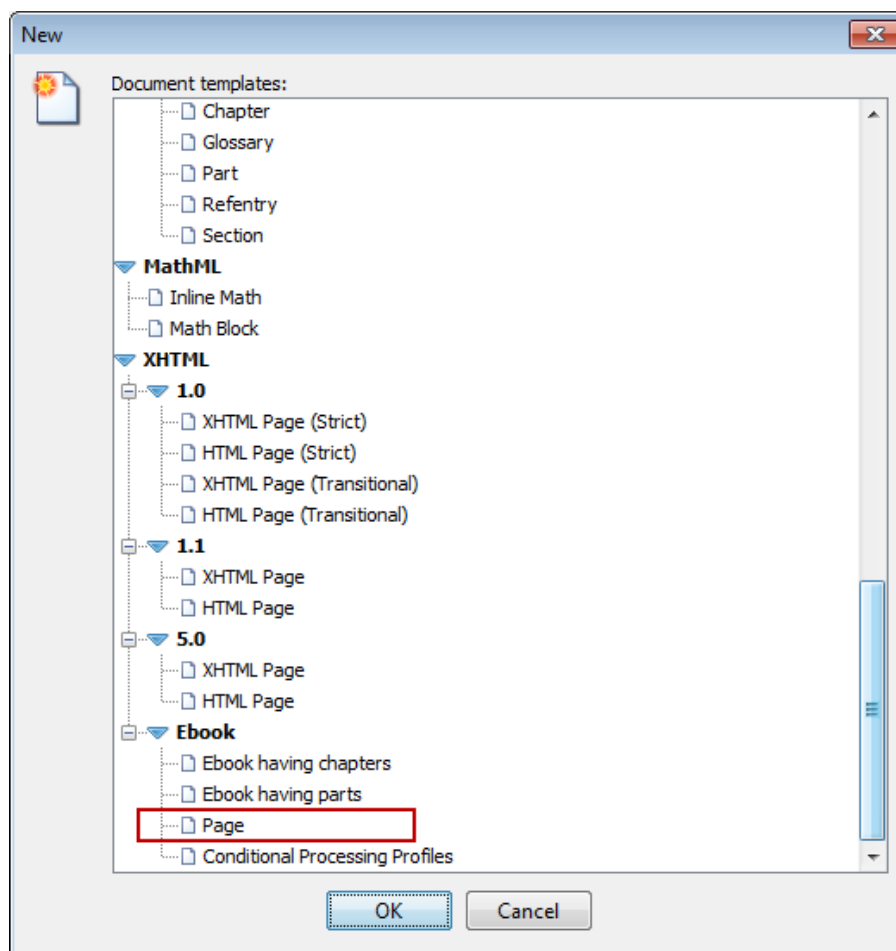 New
Document templates:
Chapter
Glossary
Part
Refentry
Section
MathML
Inline Math
Math Block
XHTML
1.0
XHTML Page (Strict)
HTML Page (Strict)
XHTML Page (Transitional)
HTML Page (Transitional)
1.1
XHTML Page
HTML Page
5.0
XHTML Page
HTML Page
Ebook
Ebook having chapters
Ebook having parts
Page
Conditional Processing Profiles
OK Cancel